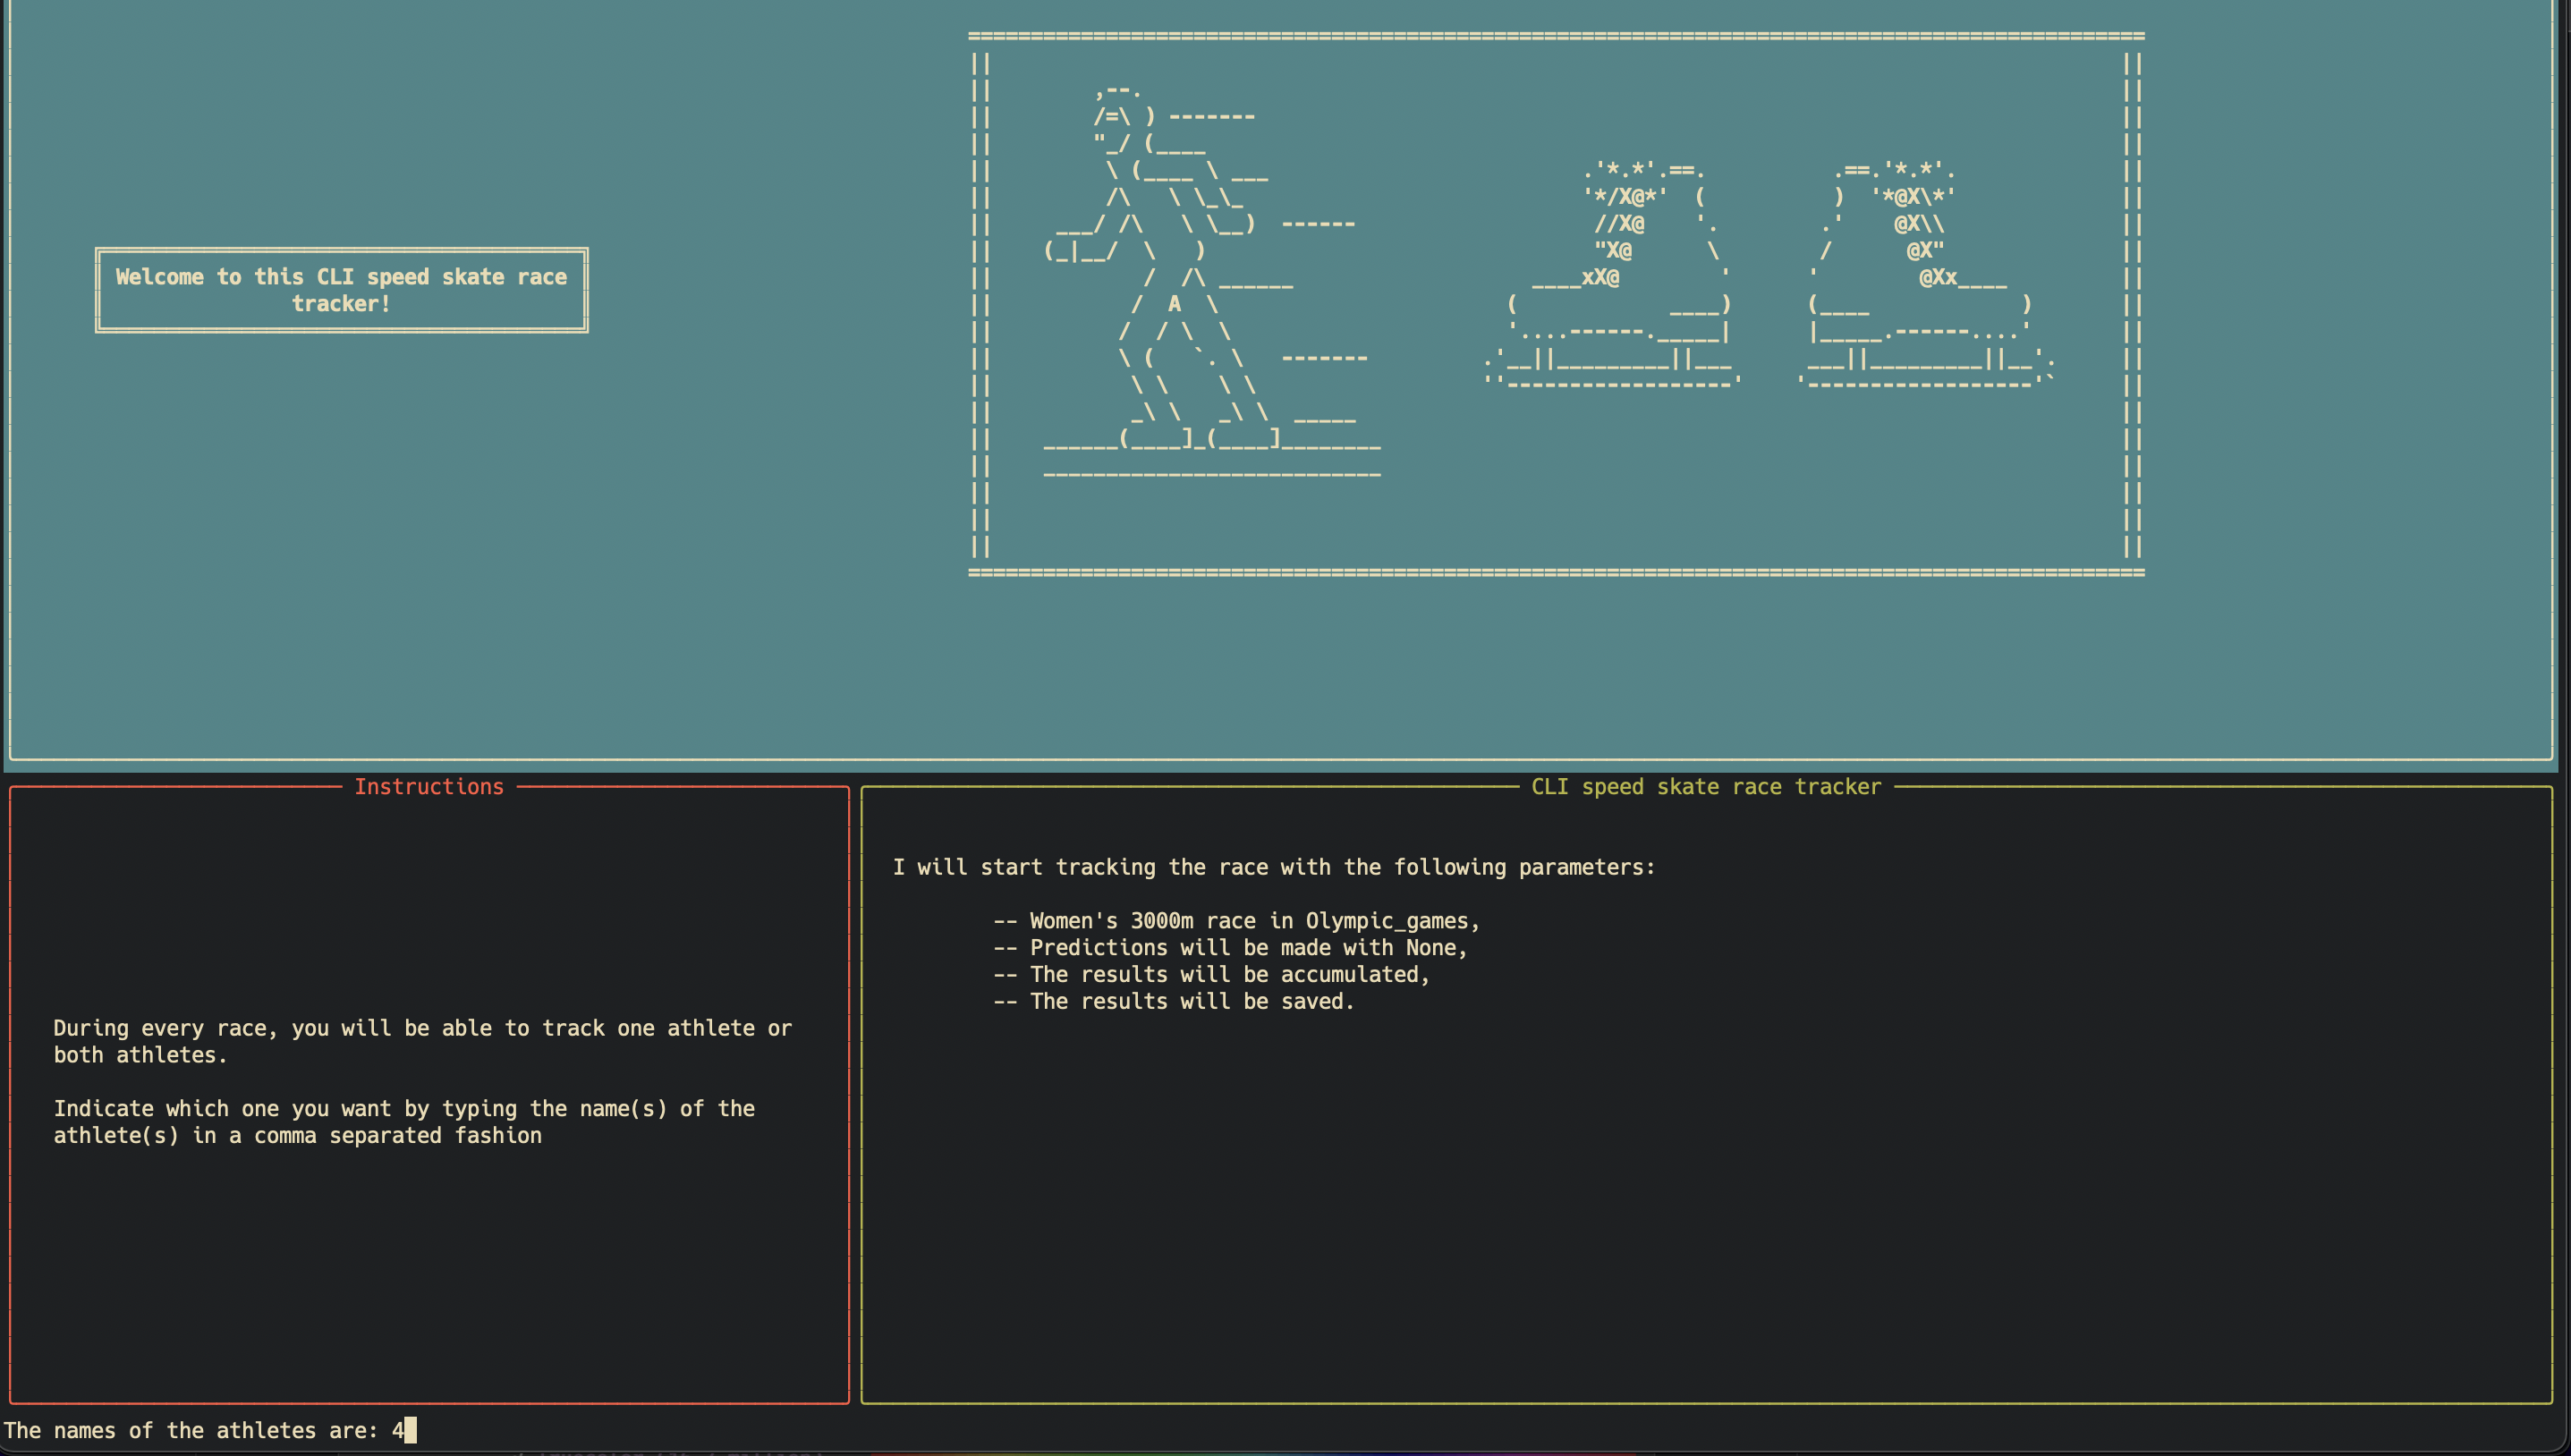 Welcome to this CLI speed skate race
tracker!
Instructions
During every race, you will be able to track one athlete or
both athletes.
Indicate which one you want by typing the name(s) of the
athlete(s) in a comma separated fashion
CLI speed skate race tracker
I will start tracking the race with the following parameters:
-- Women's 3000m race in Olympic_games,
-- Predictions will be made with None,
-- The results will be accumulated,
-- The results will be saved.
The names of the athletes are: 4